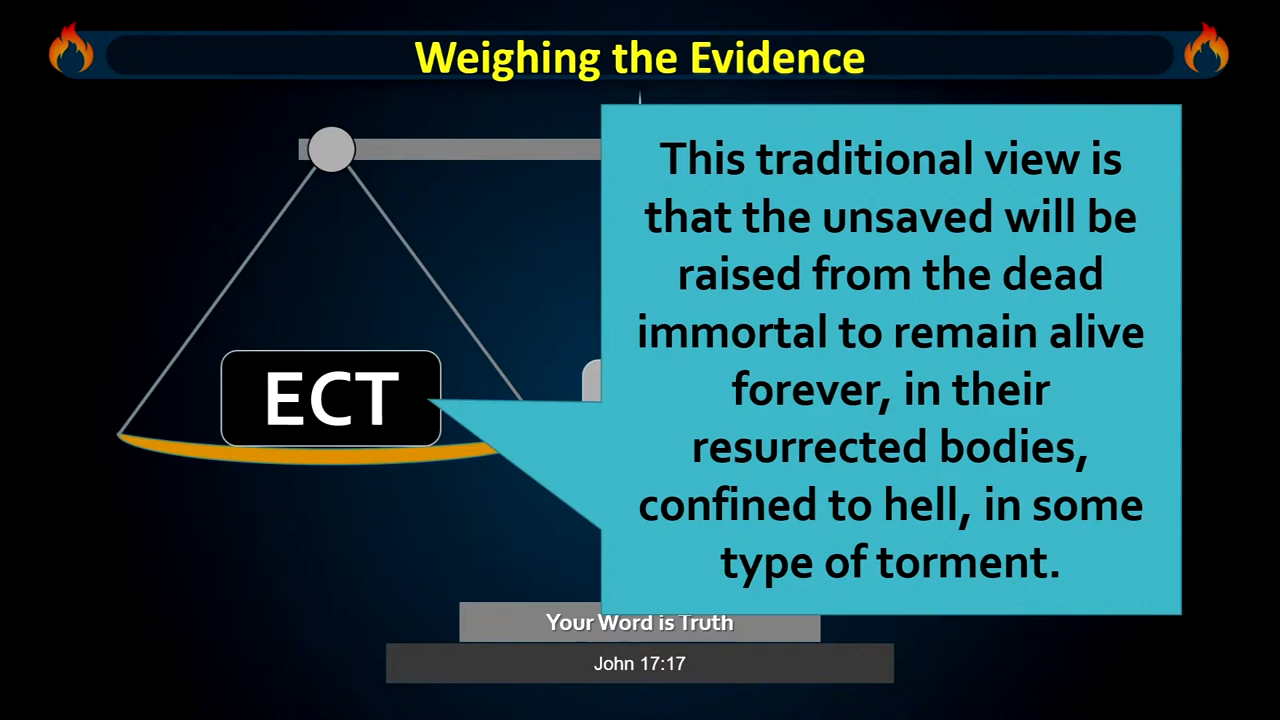 Weighing the Evidence
ECT
This traditional view is
that the unsaved will be
raised from the dead
immortal to remain alive
forever, in their
resurrected bodies,
confined to hell, in some
type of torment.
Your Word is Truth
John 17:17